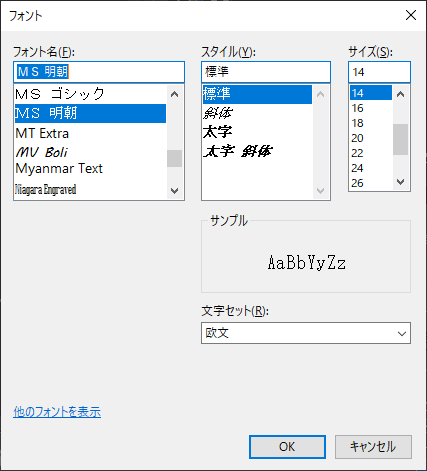 フォント
フォント名(F):
スタイル(Y):
サイズ(S):
ＭＳ 明朝
標準
14
ＭＳ ゴシック
ＭＳ 明朝
MT Extra
MV Boli
Myanmar Text
Niagara Engraved
標準
斜体
太字
太字 斜体
14
16
18
20
22
24
26
サンプル
AaBbYyZz
文字セット(R):
欧文
他のフォントを表示
OK
キャンセル